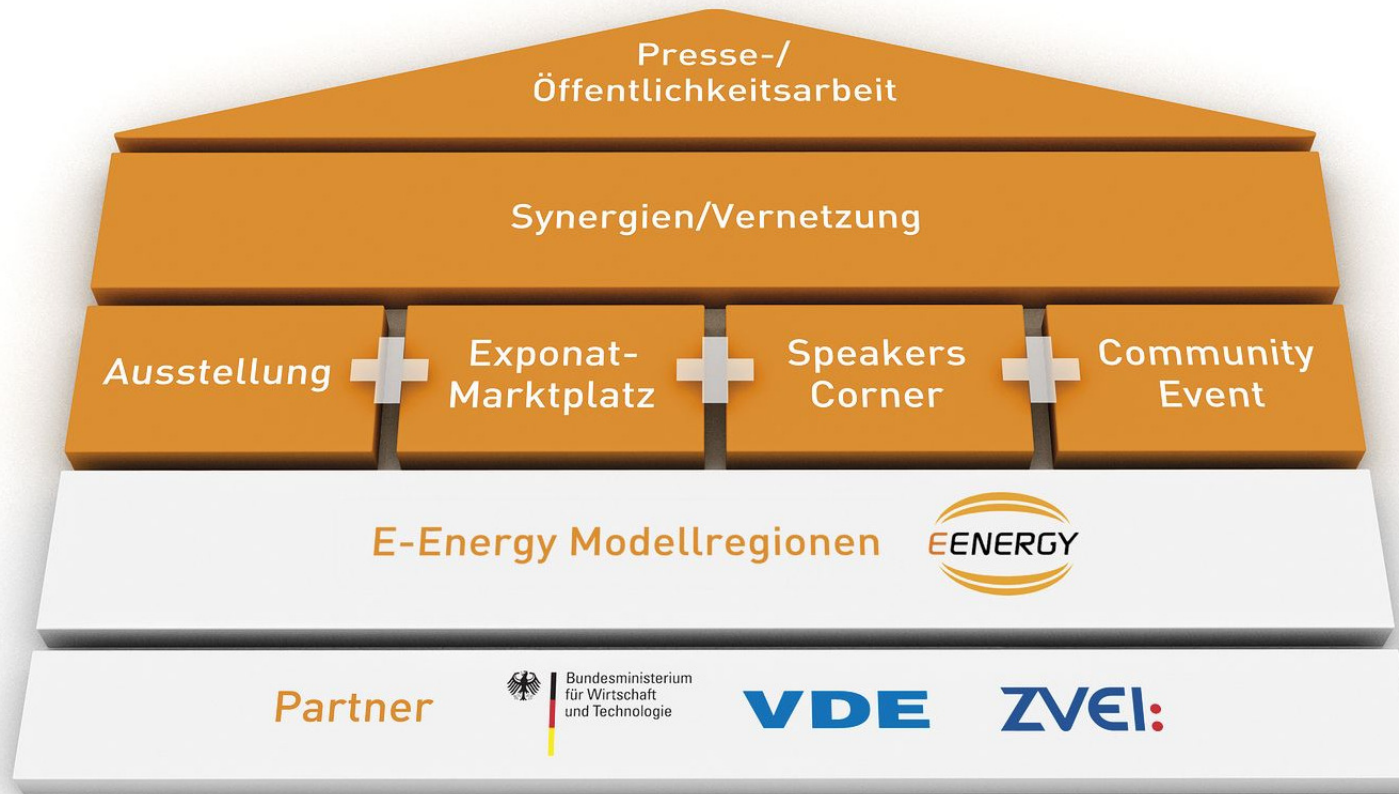 Presse-/
Öffentlichkeitsarbeit
Synergien/Vernetzung
Ausstellung
Exponat-
Marktplatz
Speakers
Corner
Community
Event
E-Energy Modellregionen
EENERGY
Partner
Bundesministerium
für Wirtschaft
und Technologie
VDE
ZVEI: